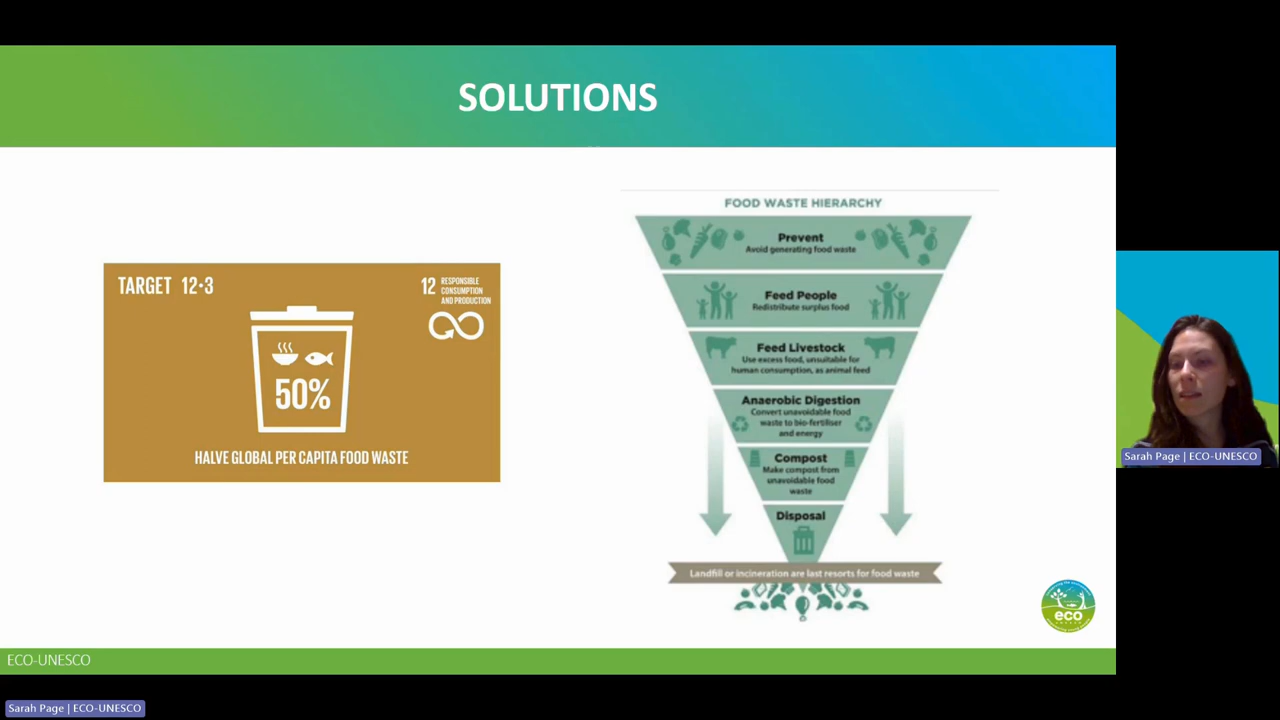 SOLUTIONS
TARGET 12.3
12 RESPONSIBLE
CONSUMPTION
AND PRODUCTION
50%
HALVE GLOBAL PER CAPITA FOOD WASTE
FOOD WASTE HIERARCHY
Prevent
Avoid generating food waste
Feed People
Redistribute surplus food
Feed Livestock
Use excess food, unsuitable for
human consumption, as animal feed
Anaerobic Digestion
Convert unavoidable food
waste to bio-fertiliser
and energy
Compost
Make compost from
unavoidable food
waste
Disposal
Landfill or incineration are last resorts for food waste
eco
ECO-UNESCO
Sarah Page | ECO-UNESCO
Sarah Page | ECO-UNESCO